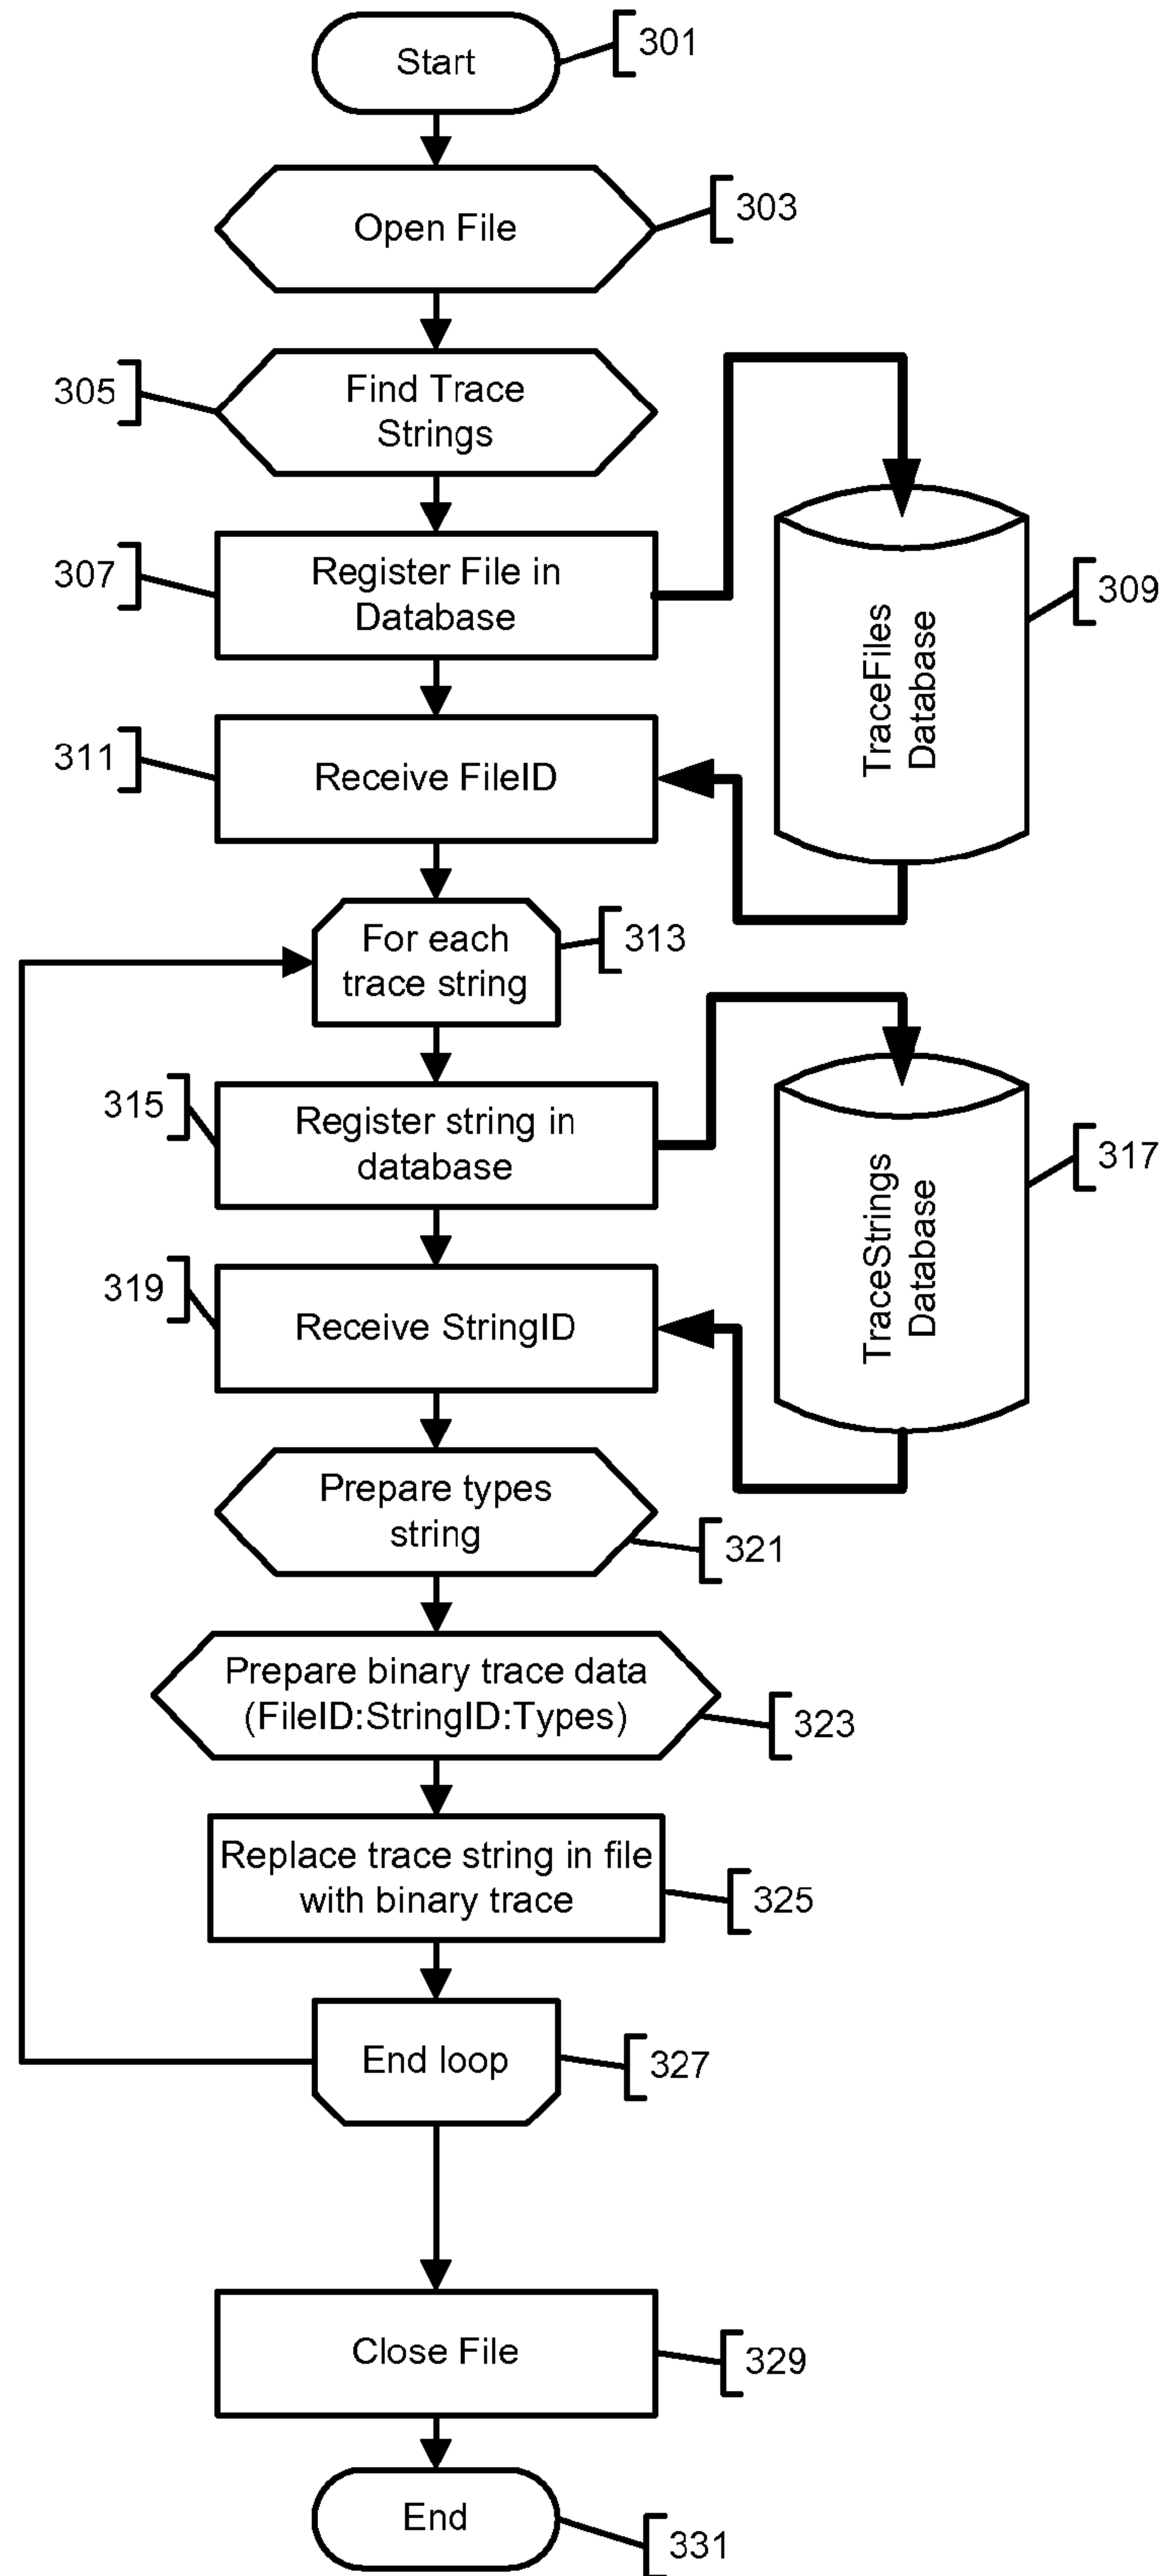 Start
301
Open File
303
305
Find Trace
Strings
307
Register File in
Database
TraceFiles
Database
309
311
Receive FileID
For each
trace string
313
315
Register string in
database
TraceStrings
Database
317
319
Receive StringID
Prepare types
string
321
Prepare binary trace data
(FileID:StringID:Types)
323
Replace trace string in file
with binary trace
325
End loop
327
Close File
329
End
331